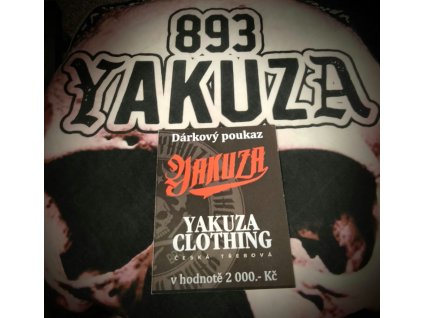 893
YAKUZA
Dárkový poukaz
YAKUZA
YAKUZA
CLOTHING
ČESKÁ TŘEBOVÁ
v hodnotě 2 000.- Kč